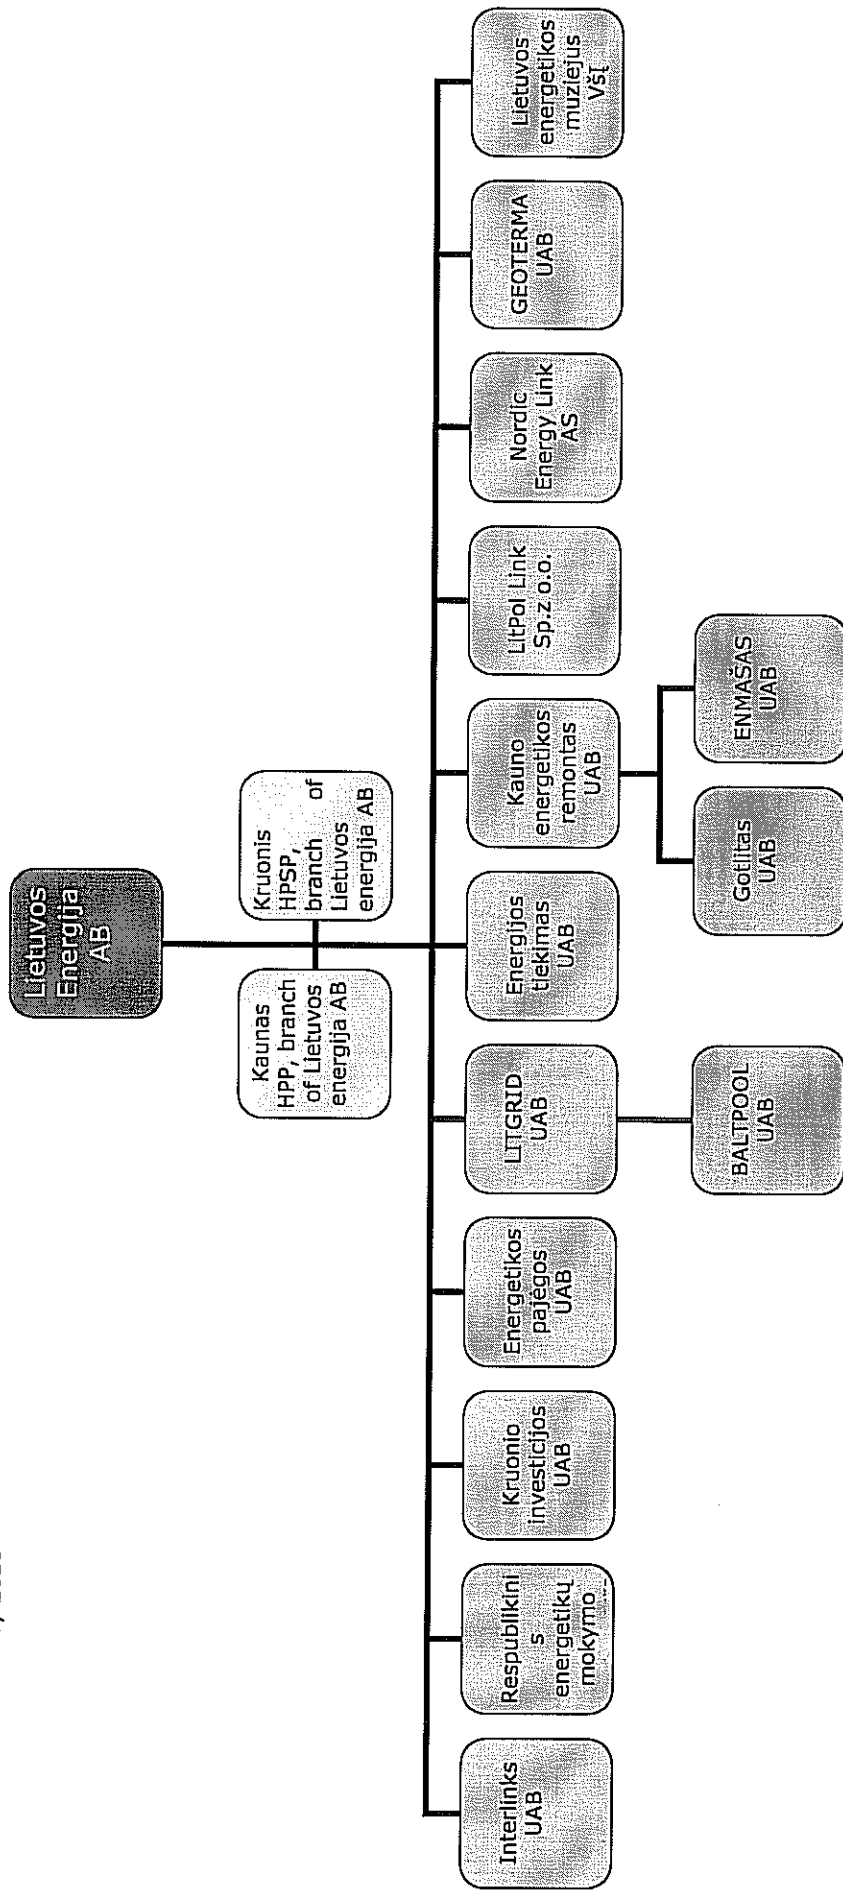 Lietuvos
Energija
AB
Kaunas
HPP, branch
of Lietuvos
energija AB
Kruonis
HPSP,
branch of
Lietuvos
energija AB
Interlinks
UAB
Respublikini
s
energetikų
mokymo
Kruonio
investicijos
UAB
Energetikos
pajėgos
UAB
LITGRID
UAB
Energijos
tiekimas
UAB
Kauno
energetikos
remontas
UAB
LitPol Link
Sp.z o.o.
Nordic
Energy Link
AS
GEOTERMA
UAB
Lietuvos
energetikos
muziejus
VšĮ
BALTPOOL
UAB
Gotlitas
UAB
ENMAŠAS
UAB